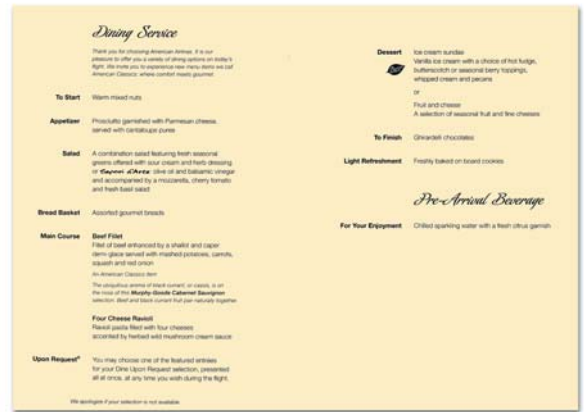 Dining Service
Thank you for choosing American Airlines. It is our
pleasure to offer you a variety of dining options on today's
flight. We invite you to experience new menu items we call
American Classics: where comfort meets gourmet.
To Start
Warm mixed nuts
Appetizer
Prosciutto garnished with Parmesan cheese,
served with cantaloupe puree
Salad
A combination salad featuring fresh seasonal
greens offered with sour cream and herb dressing
or olive oil and balsamic vinegar
and accompanied by a mozzarella, cherry tomato
and fresh basil salad
Bread Basket
Assorted gourmet breads
Main Course
Beef Fillet
Fillet of beef enhanced by a shallot and caper
demi glace served with mashed potatoes, carrots,
squash and red onion
An American Classics item
The ubiquitous aroma of black currant, or cassis, is on
the nose of this Murphy-Goode Cabernet Sauvignon
selection. Beef and black currant fruit pair naturally together.
Four Cheese Ravioli
Ravioli pasta filled with four cheeses
accented by herbed wild mushroom cream sauce
Upon Request®
You may choose one of the featured entrées
for your Dine Upon Request selection, presented
all at once, at any time you wish during the flight.
We apologize if your selection is not available.
Dessert
Ice cream sundae
Vanilla ice cream with a choice of hot fudge,
butterscotch or seasonal berry toppings,
whipped cream and pecans
or
Fruit and cheese
A selection of seasonal fruit and fine cheeses
To Finish
Ghirardelli chocolates
Light Refreshment
Freshly baked on board cookies
Pre-Arrival Beverage
For Your Enjoyment
Chilled sparkling water with a fresh citrus garnish